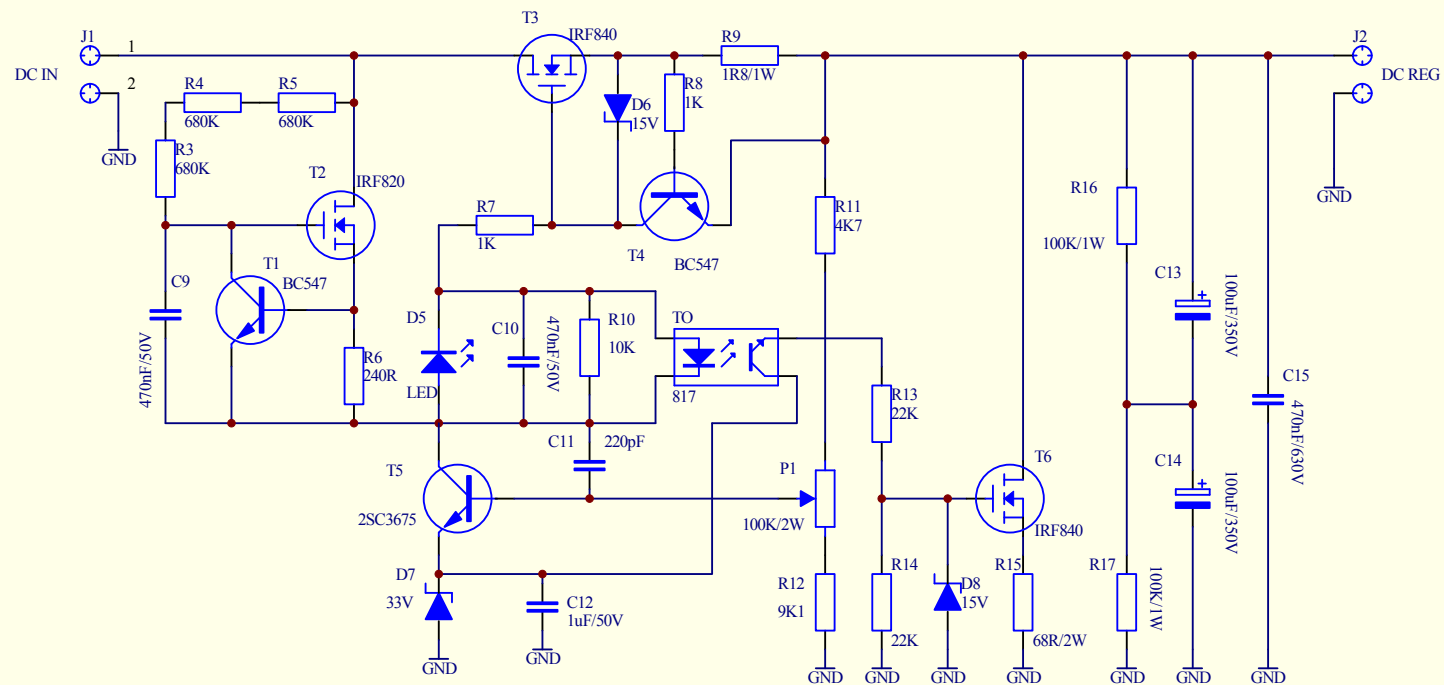 T3
IRF840
J1
1
DC IN
2
GND
R4
680K
R5
680K
R3
680K
T2
IRF820
T1
BC547
C9
470nF/50V
R6
240R
R9
1R8/1W
D6
15V
R8
1K
R7
1K
T4
BC547
R11
4K7
J2
DC REG
GND
R16
100K/1W
C13
100uF/350V
D5
LED
C10
470nF/50V
R10
10K
TO
817
R13
22K
C15
470nF/630V
C11
220pF
T5
2SC3675
P1
100K/2W
T6
IRF840
C14
100uF/350V
D7
33V
C12
1uF/50V
R12
9K1
R14
22K
D8
15V
R15
68R/2W
R17
100K/1W
GND
GND
GND
GND
GND
GND
GND
GND
GND